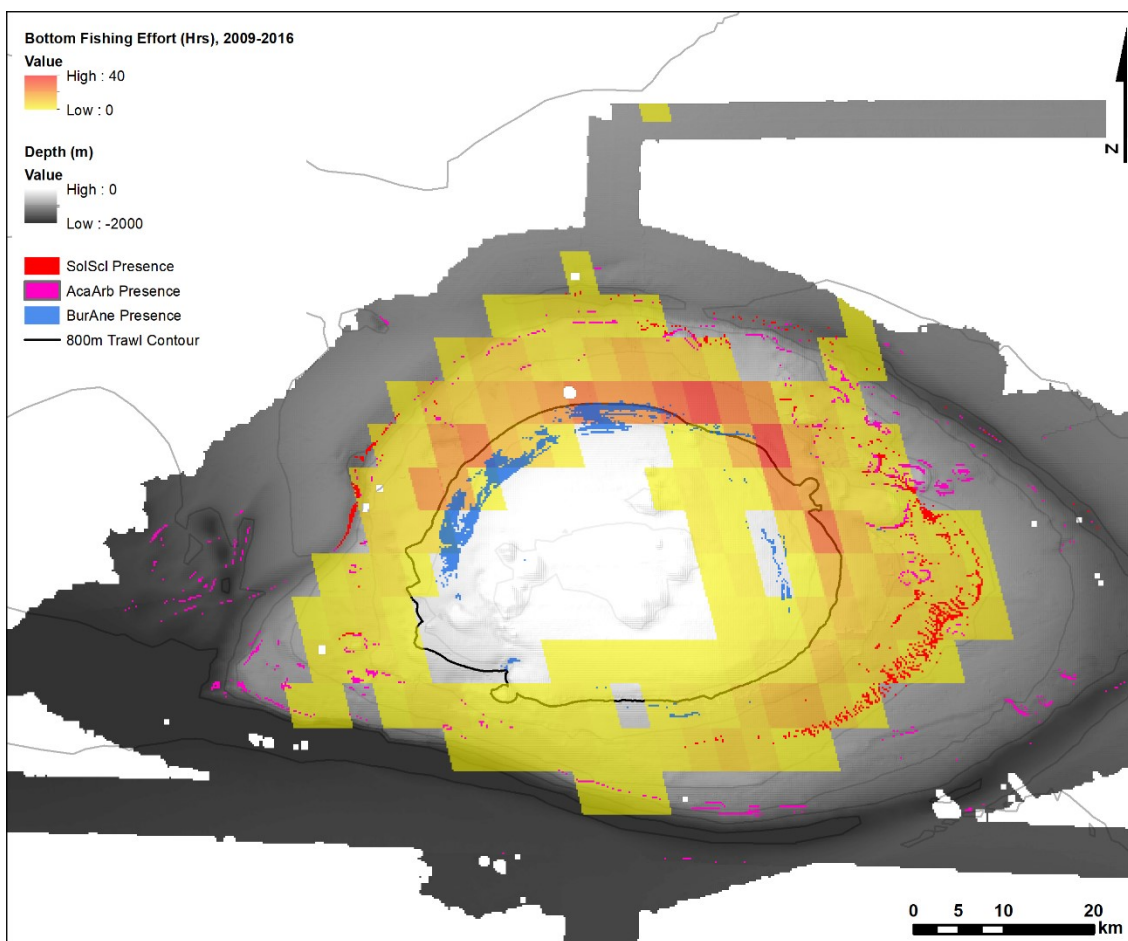 Bottom Fishing Effort (Hrs), 2009-2016
Value
High : 40
Low : 0
Depth (m)
Value
High : 0
Low : -2000
SolScl Presence
AcaArb Presence
BurAne Presence
800m Trawl Contour
N
0 5 10 20
km